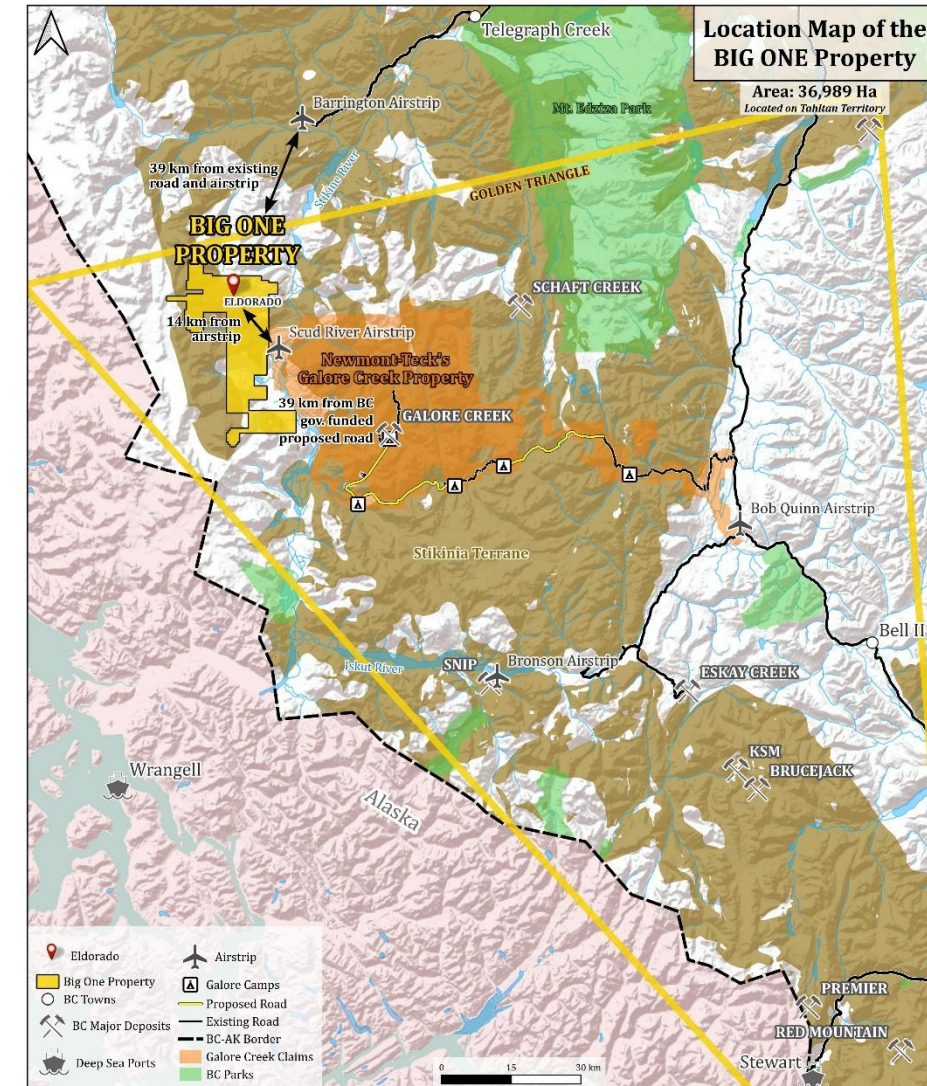 Location Map of the
BIG ONE Property
Area: 36,989 Ha
Located on Tahltan Territory
Telegraph Creek
Barrington Airstrip
Mt. Edziza Park
39 km from existing
road and airstrip
Stikine River
GOLDEN TRIANGLE
BIG ONE
PROPERTY
ELDORADO
SCHAFT CREEK
14 km from
airstrip
Scud River Airstrip
Newmont-Teck's
Galore Creek Property
39 km from BC
gov. funded
proposed road
GALORE CREEK
Bob Quinn Airstrip
Stikinia Terrane
Bell II
Iskut River
SNIP
Bronson Airstrip
ESKAY CREEK
KSM
BRUCEJACK
Wrangell
Alaska
PREMIER
RED MOUNTAIN
Stewart
Eldorado
Big One Property
BC Towns
BC Major Deposits
Deep Sea Ports
Airstrip
Galore Camps
Proposed Road
Existing Road
BC-AK Border
Galore Creek Claims
BC Parks
0 15 30 km